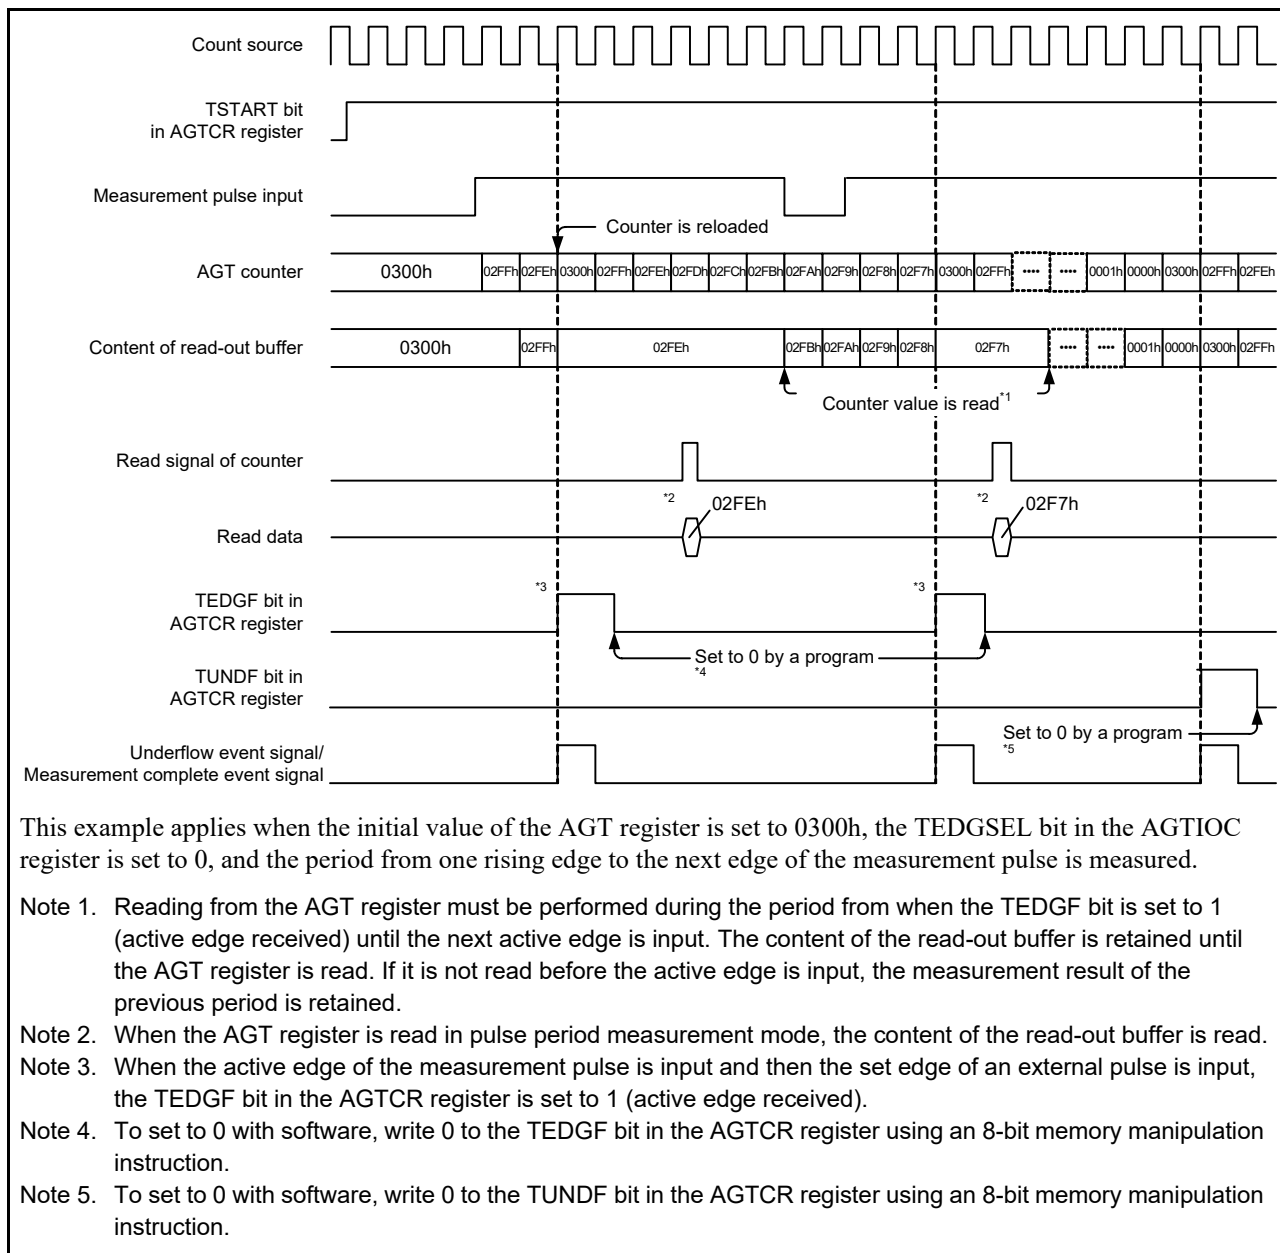 Count source
TSTART bit
in AGTCR register
Measurement pulse input
Counter is reloaded
AGT counter
0300h 02FFh 02FEh 0300h 02FFh 02FEh 02FDh 02FCh 02FBh 02FAh 02F9h 02F8h 02F7h 0300h 02FFh •••• •••• 0001h 0000h 0300h 02FFh 02FEh
Content of read-out buffer
0300h 02FFh 02FEh 02FBh 02FAh 02F9h 02F8h 02F7h •••• •••• 0001h 0000h 0300h 02FFh
Counter value is read*1
Read signal of counter
*2 02FEh *2 02F7h
Read data
*3 *3
TEDGF bit in
AGTCR register
Set to 0 by a program
*4
TUNDF bit in
AGTCR register
Set to 0 by a program
*5
Underflow event signal/
Measurement complete event signal
This example applies when the initial value of the AGT register is set to 0300h, the TEDGSEL bit in the AGTIOC
register is set to 0, and the period from one rising edge to the next edge of the measurement pulse is measured.
Note 1. Reading from the AGT register must be performed during the period from when the TEDGF bit is set to 1
(active edge received) until the next active edge is input. The content of the read-out buffer is retained until
the AGT register is read. If it is not read before the active edge is input, the measurement result of the
previous period is retained.
Note 2. When the AGT register is read in pulse period measurement mode, the content of the read-out buffer is read.
Note 3. When the active edge of the measurement pulse is input and then the set edge of an external pulse is input,
the TEDGF bit in the AGTCR register is set to 1 (active edge received).
Note 4. To set to 0 with software, write 0 to the TEDGF bit in the AGTCR register using an 8-bit memory manipulation
instruction.
Note 5. To set to 0 with software, write 0 to the TUNDF bit in the AGTCR register using an 8-bit memory manipulation
instruction.